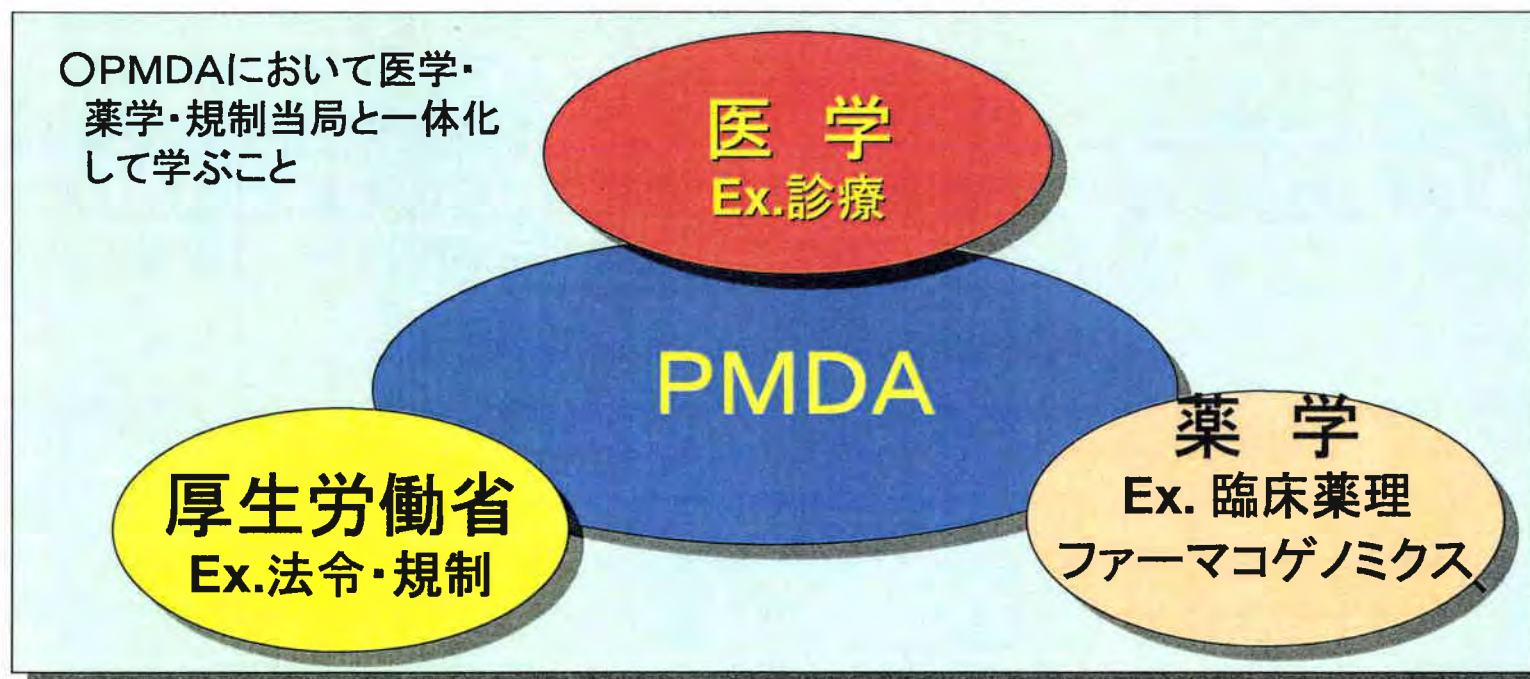 ○PMDAにおいて医学・
薬学・規制当局と一体化
して学ぶこと
医 学
Ex.診療
PMDA
厚生労働省
Ex.法令・規制
薬 学
Ex. 臨床薬理
ファーマコゲノミクス